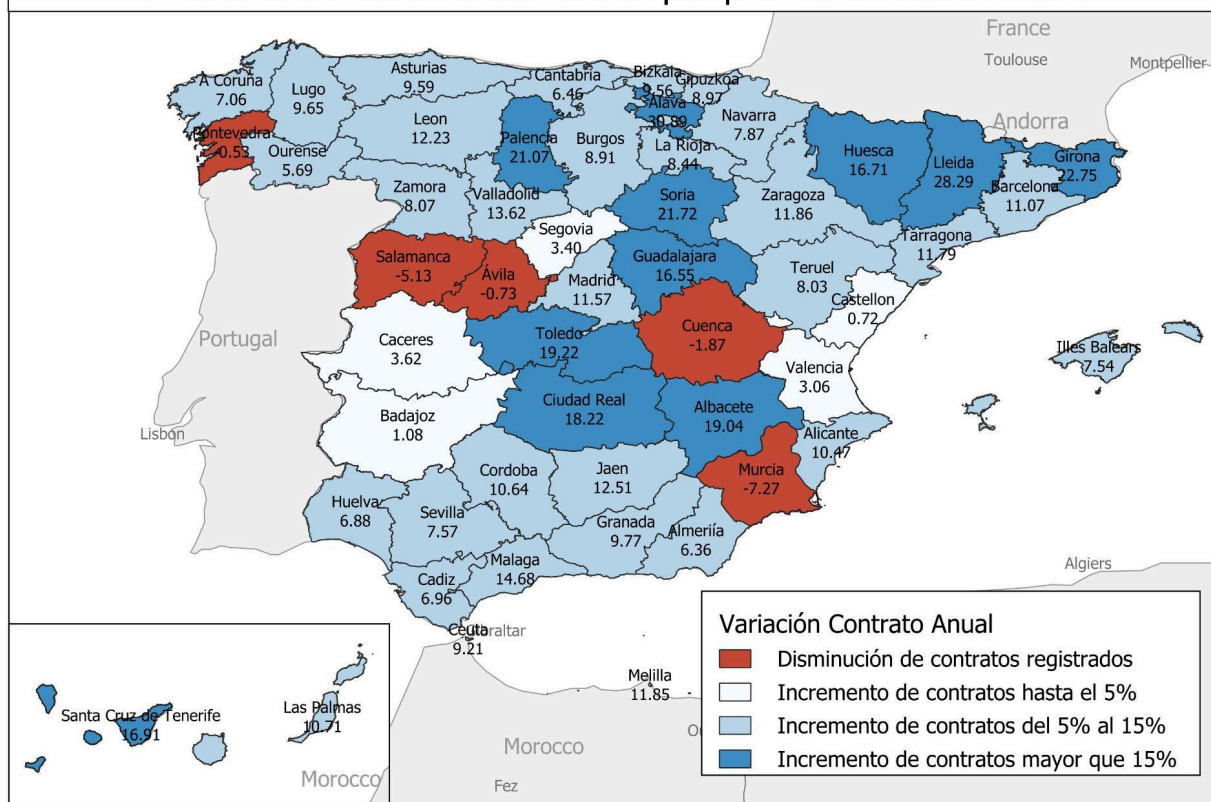 France
Toulouse
Montpellier
Andorra
A Coruña
7.06
Lugo
9.65
Asturias
9.59
Cantabria
6.46
Bizkaia
9.56
Gipuzkoa
8.97
Alava
30.89
Navarra
7.87
Pontevedra
-0.53
Ourense
5.69
Leon
12.23
Palencia
21.07
Burgos
8.91
La Rioja
8.44
Huesca
16.71
Lleida
28.29
Girona
22.75
Barcelona
11.07
Zamora
8.07
Valladolid
13.62
Soria
21.72
Zaragoza
11.86
Tarragona
11.79
Segovia
3.40
Salamanca
-5.13
Ávila
-0.73
Madrid
11.57
Guadalajara
16.55
Teruel
8.03
Castellon
0.72
Portugal
Caceres
3.62
Toledo
19.22
Cuenca
-1.87
Valencia
3.06
Illes Balears
7.54
Lisbon
Badajoz
1.08
Ciudad Real
18.22
Albacete
19.04
Alicante
10.47
Murcia
-7.27
Huelva
6.88
Sevilla
7.57
Cordoba
10.64
Jaen
12.51
Granada
9.77
Almeriía
6.36
Malaga
14.68
Cadiz
6.96
Ceuta
9.21
Gibraltar
Melilla
11.85
Algiers
Morocco
Fez
Santa Cruz de Tenerife
16.91
Las Palmas
10.71
Morocco
Variación Contrato Anual
Disminución de contratos registrados
Incremento de contratos hasta el 5%
Incremento de contratos del 5% al 15%
Incremento de contratos mayor que 15%